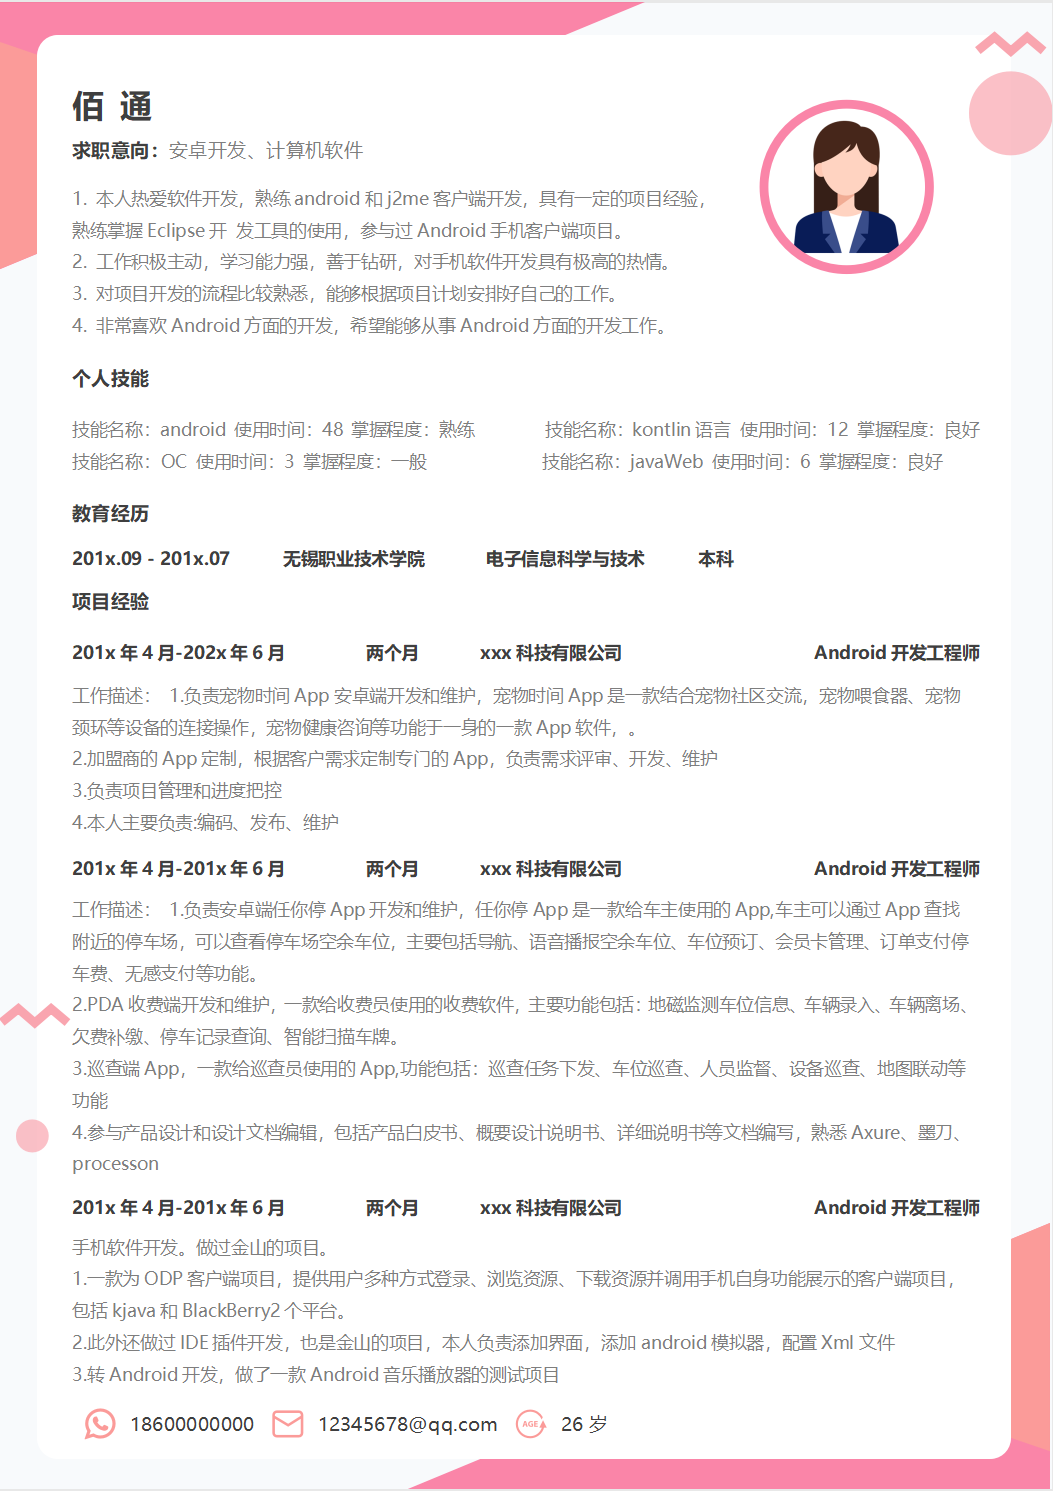 佰 通
求职意向：安卓开发、计算机软件
1. 本人热爱软件开发，熟练 android 和 j2me 客户端开发，具有一定的项目经验，
熟练掌握 Eclipse 开 发工具的使用，参与过 Android 手机客户端项目。
2. 工作积极主动，学习能力强，善于钻研，对手机软件开发具有极高的热情。
3. 对项目开发的流程比较熟悉，能够根据项目计划安排好自己的工作。
4. 非常喜欢 Android 方面的开发，希望能够从事 Android 方面的开发工作。
个人技能
技能名称：android 使用时间：48 掌握程度：熟练 技能名称：kontlin 语言 使用时间：12 掌握程度：良好
技能名称：OC 使用时间：3 掌握程度：一般 技能名称：javaWeb 使用时间：6 掌握程度：良好
教育经历
201x.09 - 201x.07 无锡职业技术学院 电子信息科学与技术 本科
项目经验
201x 年 4 月-202x 年 6 月 两个月 xxx 科技有限公司 Android 开发工程师
工作描述： 1.负责宠物时间 App 安卓端开发和维护，宠物时间 App 是一款结合宠物社区交流，宠物喂食器、宠物
颈环等设备的连接操作，宠物健康咨询等功能于一身的一款 App 软件，。
2.加盟商的 App 定制，根据客户需求定制专门的 App，负责需求评审、开发、维护
3.负责项目管理和进度把控
4.本人主要负责:编码、发布、维护
201x 年 4 月-201x 年 6 月 两个月 xxx 科技有限公司 Android 开发工程师
工作描述： 1.负责安卓端任你停 App 开发和维护，任你停 App 是一款给车主使用的 App,车主可以通过 App 查找
附近的停车场，可以查看停车场空余车位，主要包括导航、语音播报空余车位、车位预订、会员卡管理、订单支付停
车费、无感支付等功能。
2.PDA 收费端开发和维护，一款给收费员使用的收费软件，主要功能包括：地磁监测车位信息、车辆录入、车辆离场、
欠费补缴、停车记录查询、智能扫描车牌。
3.巡查端 App，一款给巡查员使用的 App,功能包括：巡查任务下发、车位巡查、人员监督、设备巡查、地图联动等
功能
4.参与产品设计和设计文档编辑，包括产品白皮书、概要设计说明书、详细说明书等文档编写，熟悉 Axure、墨刀、
processon
201x 年 4 月-201x 年 6 月 两个月 xxx 科技有限公司 Android 开发工程师
手机软件开发。做过金山的项目。
1.一款为 ODP 客户端项目，提供用户多种方式登录、浏览资源、下载资源并调用手机自身功能展示的客户端项目，
包括 kjava 和 BlackBerry2 个平台。
2.此外还做过 IDE 插件开发，也是金山的项目，本人负责添加界面，添加 android 模拟器，配置 Xml 文件
3.转 Android 开发，做了一款 Android 音乐播放器的测试项目
18600000000 12345678@qq.com AGE 26 岁